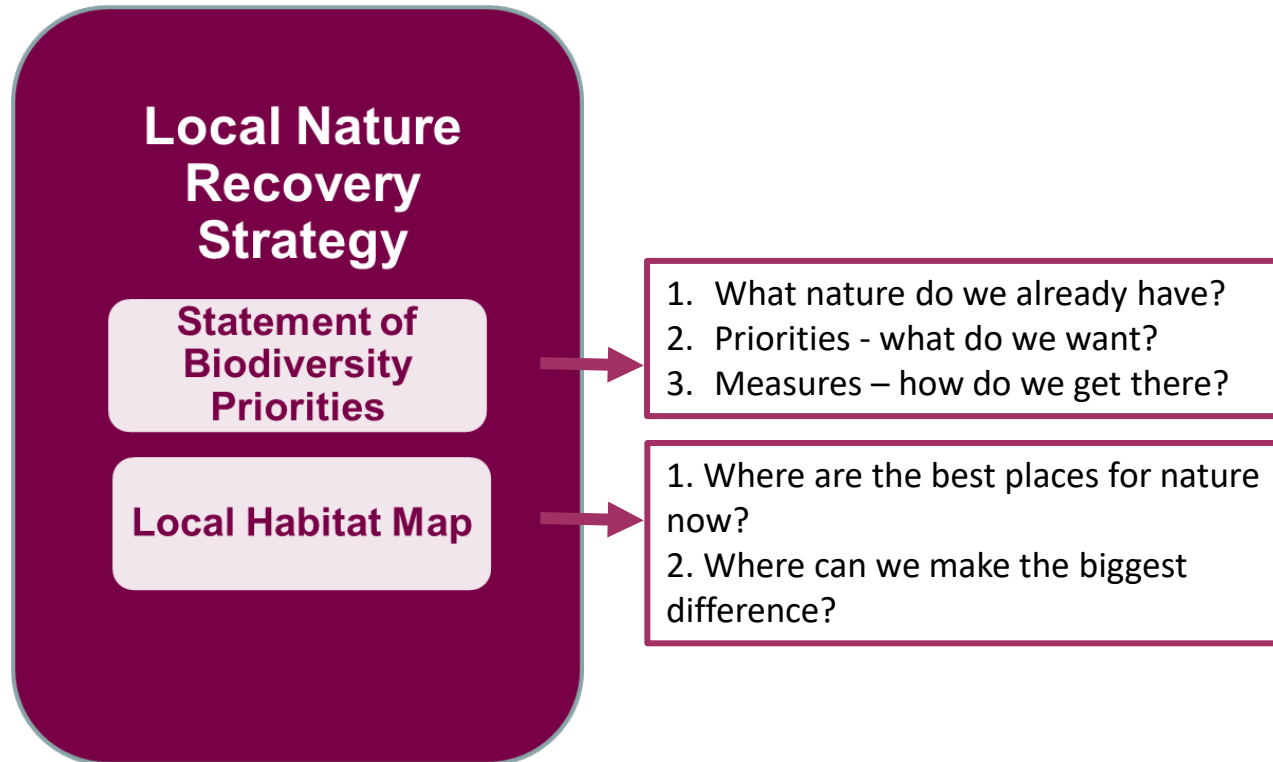 Local Nature
Recovery
Strategy
Statement of
Biodiversity
Priorities
1. What nature do we already have?
2. Priorities - what do we want?
3. Measures – how do we get there?
Local Habitat Map
1. Where are the best places for nature
now?
2. Where can we make the biggest
difference?